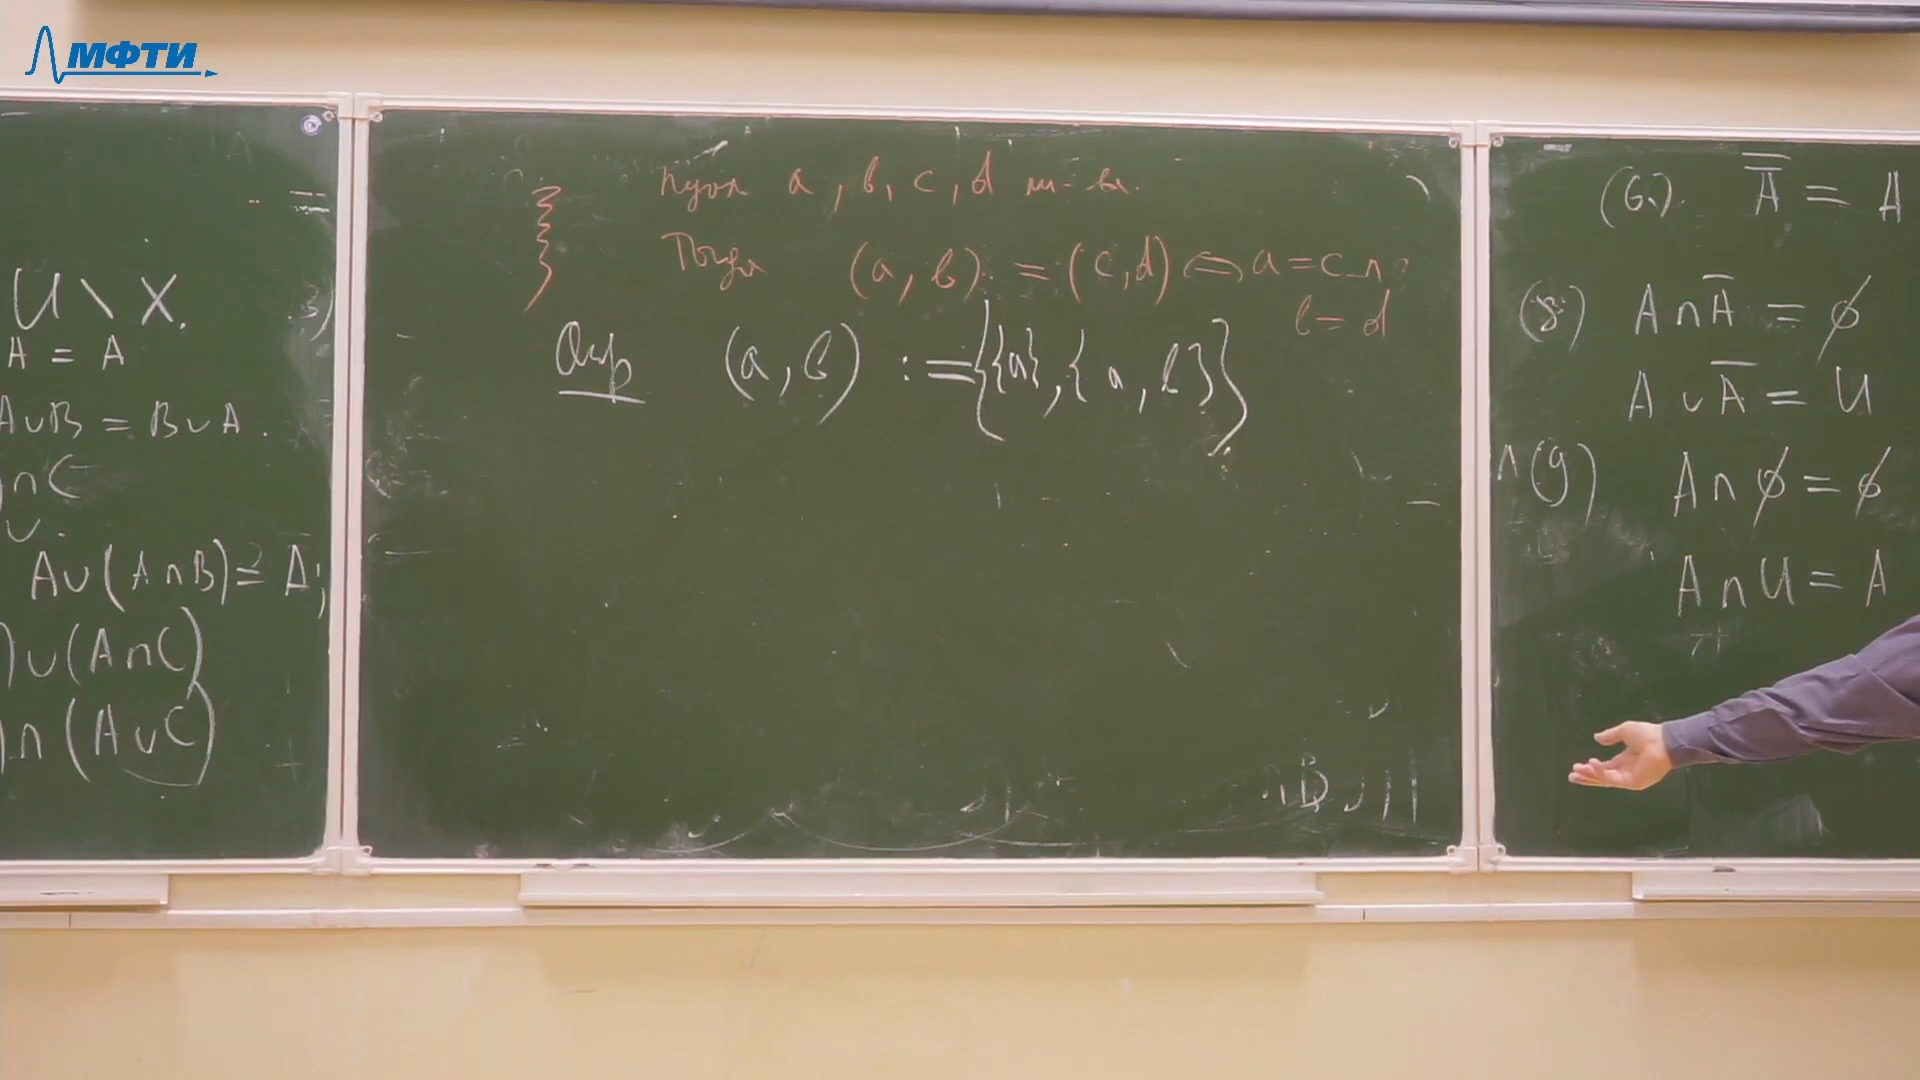 МФТИ
U \ X.
A = A
A∪B = B∪A.
∩C
∪.
A∪(A∩B) = A;
)∪(A∩C)
)∩(A∪C)
Пусть a, b, c, d мн-ва.
Тогда (a, b) = (c, d) ⇔ a = c и
b = d
Опр (a, b) := {{a}, {a, b}}
(6.) A̿ = A
(8) A∩A̅ = ∅
A∪A̅ = U
(9) A∩∅ = ∅
A∩U = A